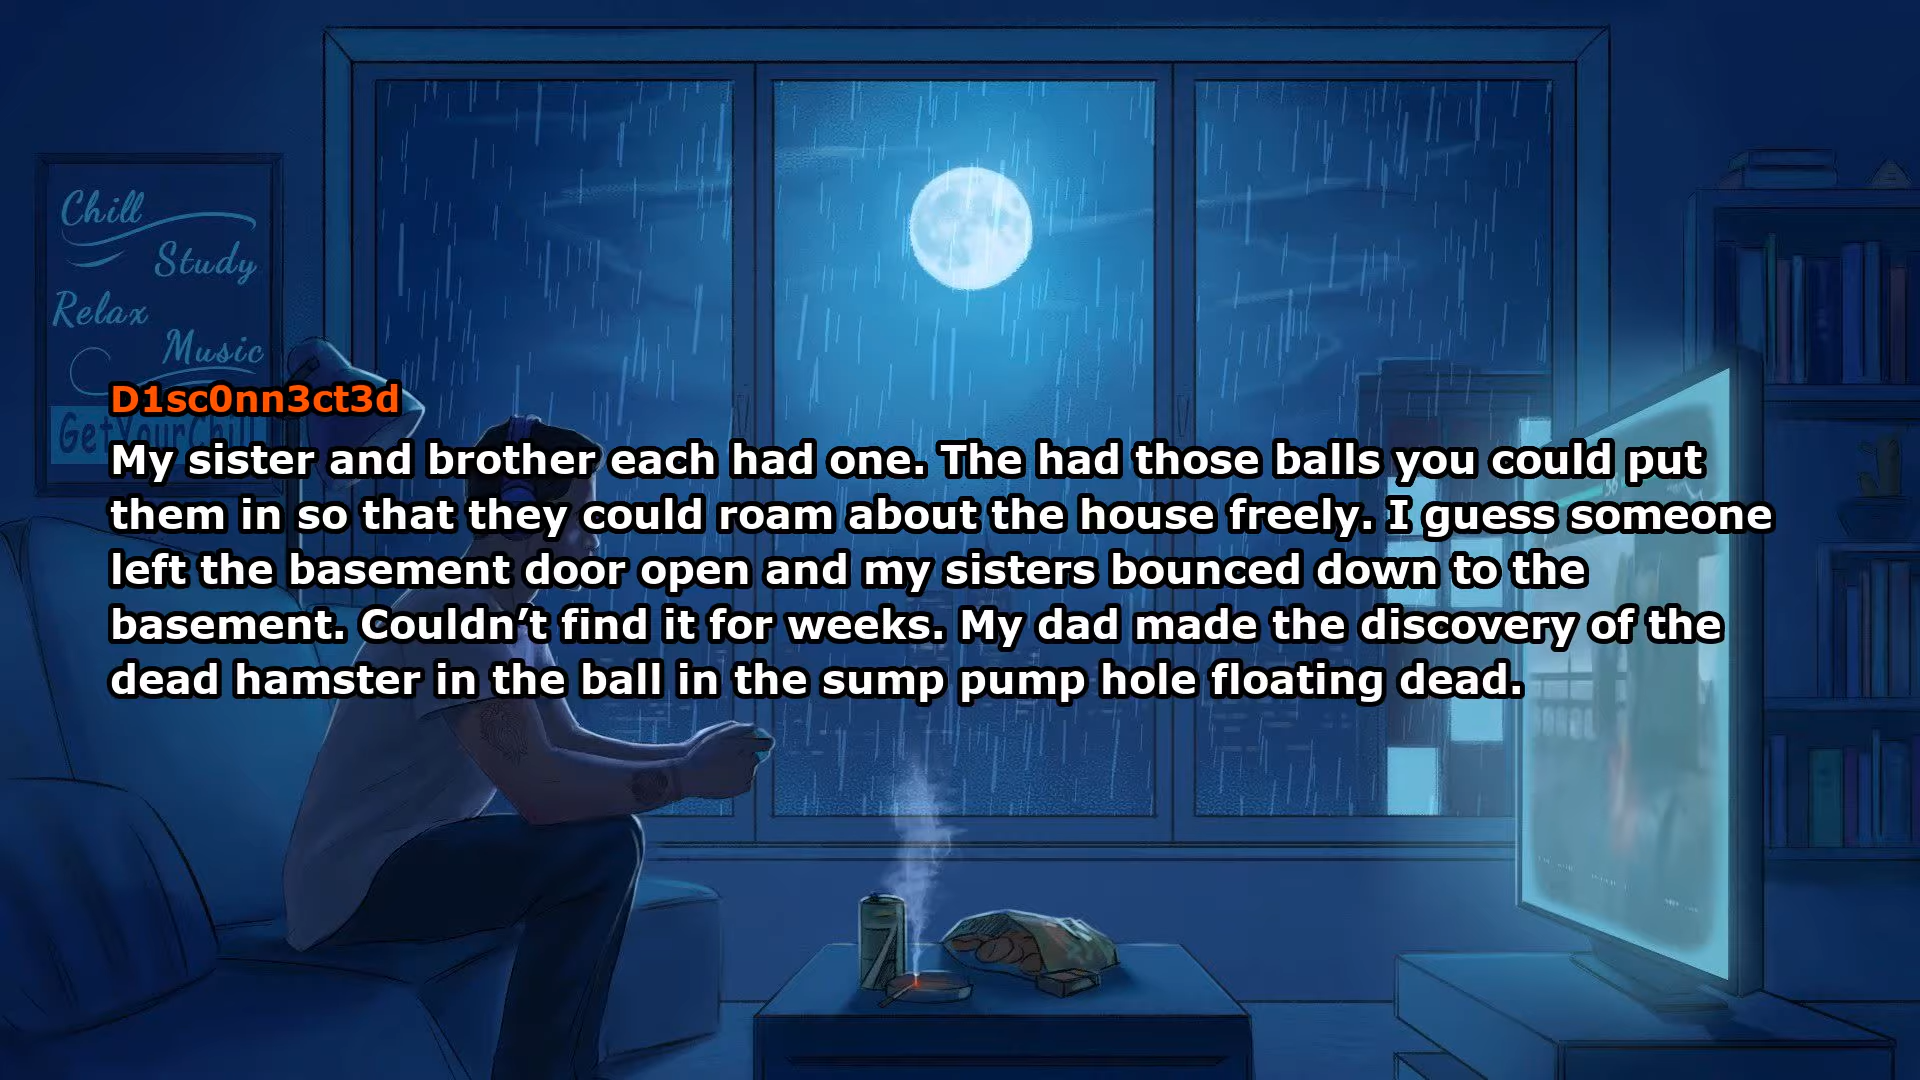 Chill
Study
Relax
Music
D1sc0nn3ct3d
GetYourChill
My sister and brother each had one. The had those balls you could put
them in so that they could roam about the house freely. I guess someone
left the basement door open and my sisters bounced down to the
basement. Couldn’t find it for weeks. My dad made the discovery of the
dead hamster in the ball in the sump pump hole floating dead.